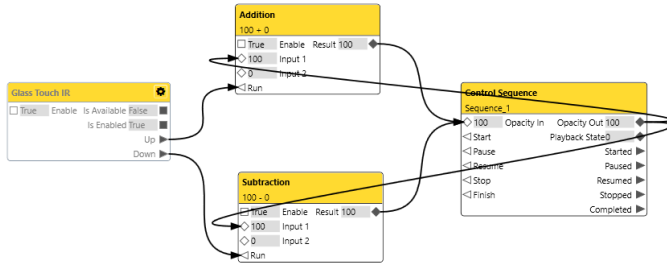 Addition
100 + 0
True Enable Result 100
100 Input 1
0 Input 2
Run
Glass Touch IR
True Enable Is Available False
Is Enabled True
Up
Down
Control Sequence
Sequence_1
100 Opacity In Opacity Out 100
Start Playback State 0
Pause Started
Resume Paused
Stop Resumed
Finish Stopped
Completed
Subtraction
100 - 0
True Enable Result 100
100 Input 1
0 Input 2
Run